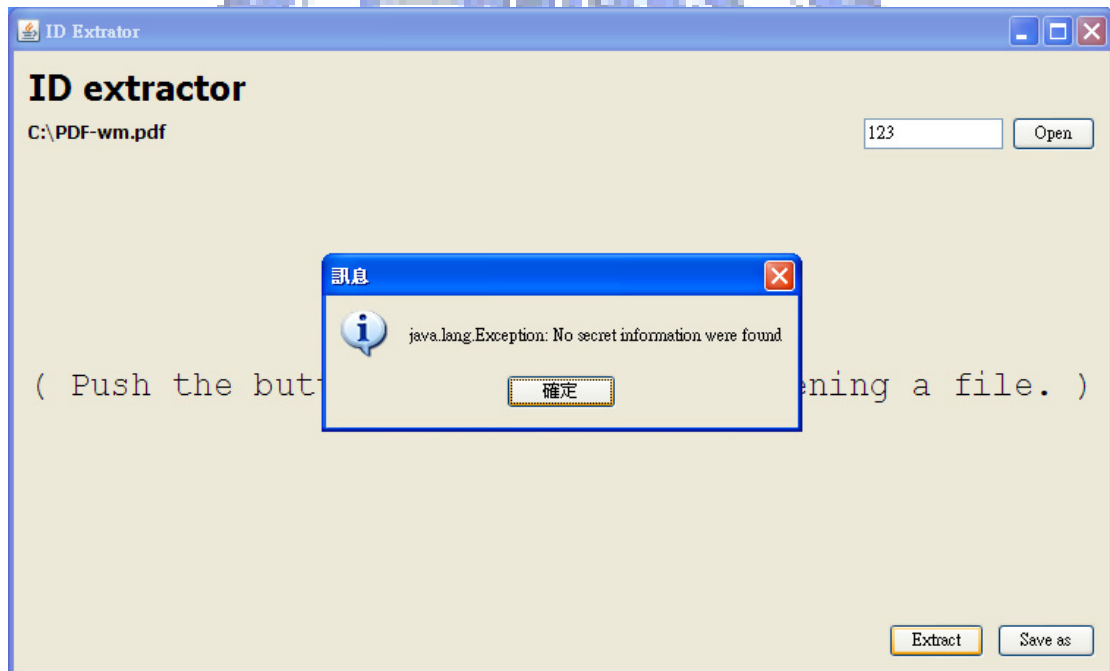 ID Extrator
ID extractor
C:\PDF-wm.pdf
123
Open
訊息
java.lang.Exception: No secret information were found
確定
( Push the but
ening a file. )
Extract
Save as